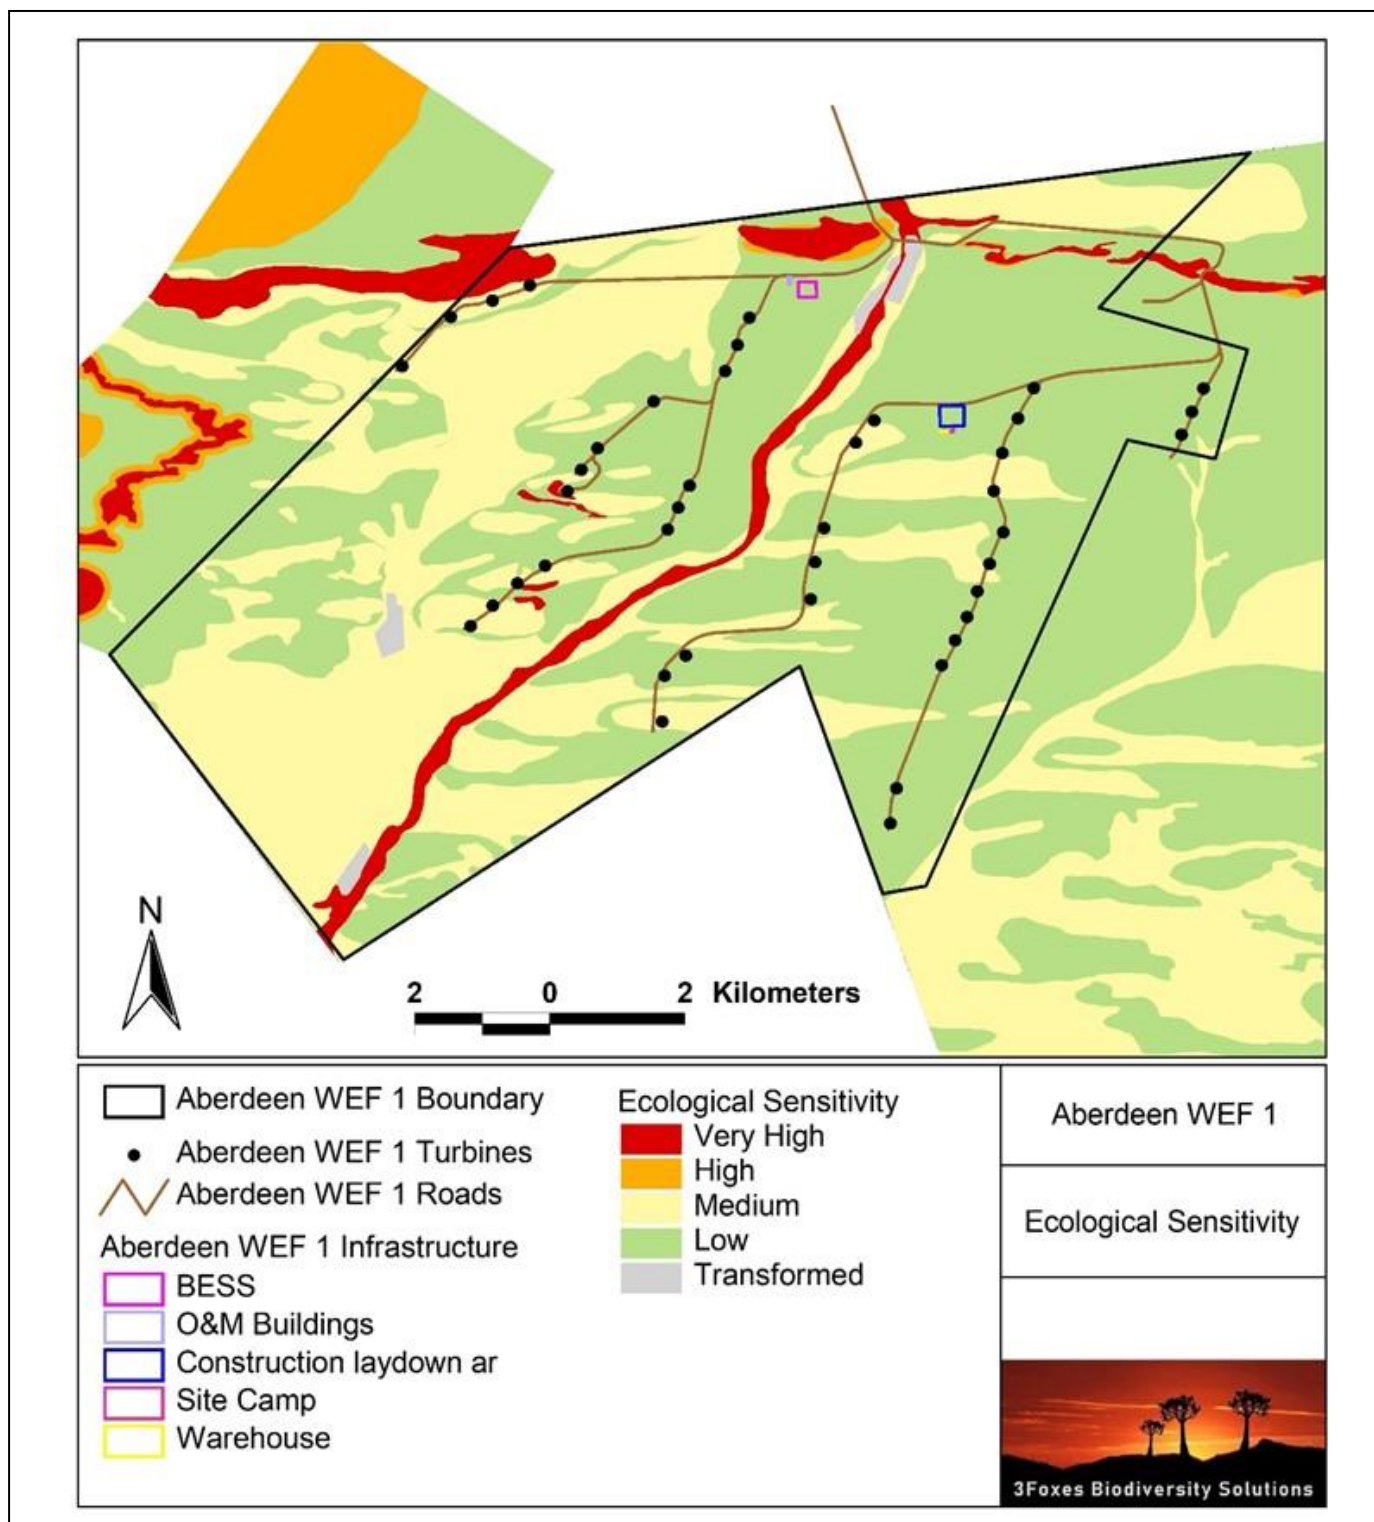 N
2 0 2 Kilometers
Aberdeen WEF 1 Boundary
Aberdeen WEF 1 Turbines
Aberdeen WEF 1 Roads
Aberdeen WEF 1 Infrastructure
BESS
O&M Buildings
Construction laydown ar
Site Camp
Warehouse
Ecological Sensitivity
Very High
High
Medium
Low
Transformed
Aberdeen WEF 1
Ecological Sensitivity
3Foxes Biodiversity Solutions